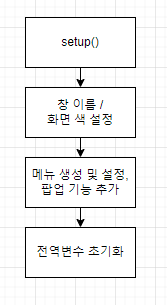 setup()
창 이름 /
화면 색 설정
메뉴 생성 및 설정,
팝업 기능 추가
전역변수 초기화